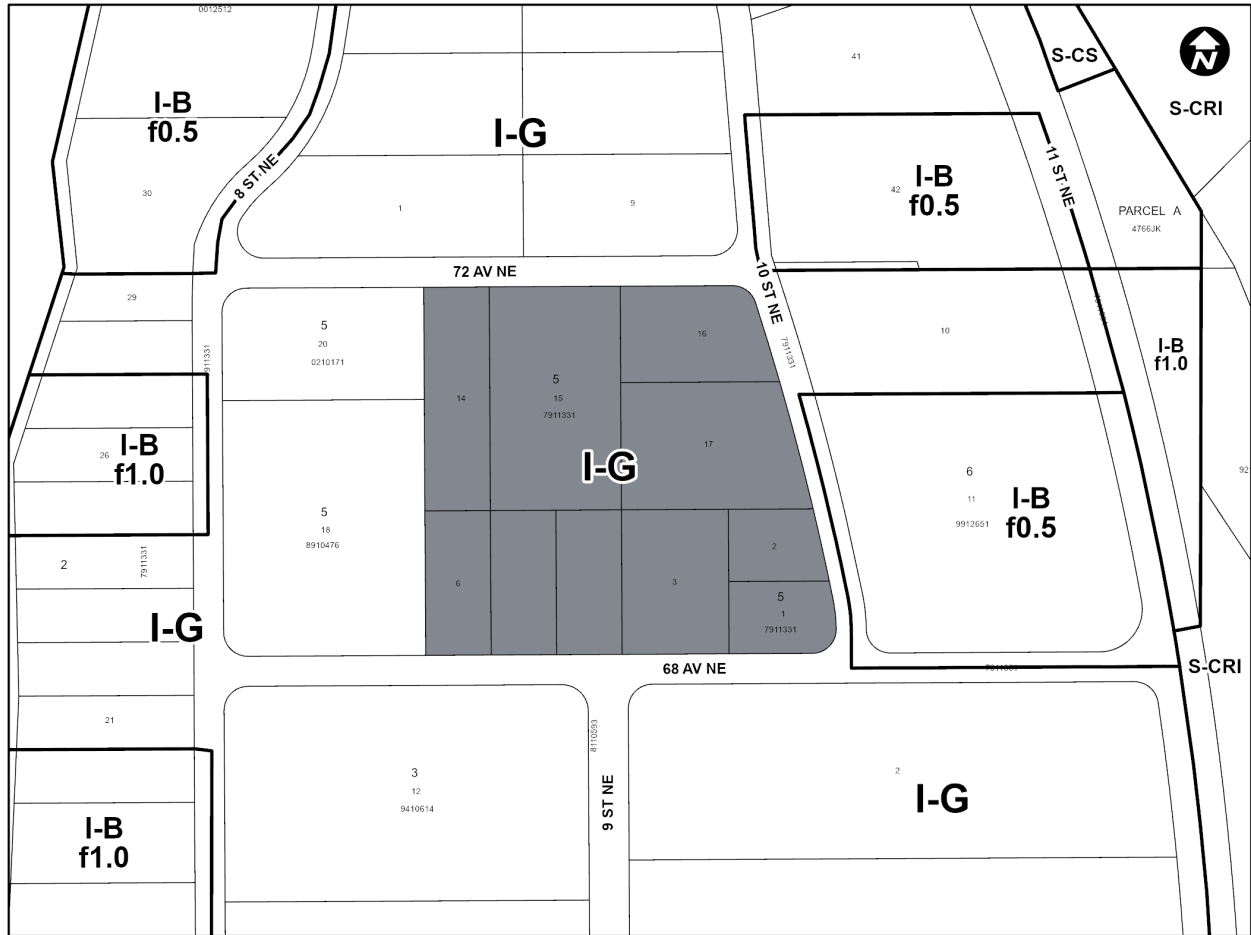 0012512
41
S-CS
N
S-CRI
I-B
f0.5
I-G
8 ST NE
30
1
9
42
I-B
f0.5
11 ST NE
PARCEL A
4766JK
72 AV NE
10 ST NE
29
5
20
0210171
7911331
16
10
7911331
I-B
f1.0
5
15
7911331
14
17
I-G
26
I-B
f1.0
92
5
18
8910476
6
11
9912651
I-B
f0.5
2
7911331
6
3
2
5
1
7911331
I-G
68 AV NE
S-CRI
21
8110593
3
12
9410614
9 ST NE
2
I-G
I-B
f1.0